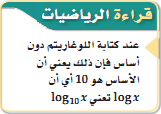 قراءة الرياضيات
عند كتابة اللوغاريتم دون
أساس فإن ذلك يعني أن
الأساس هو 10 أي أن
log x تعني log₁₀ x